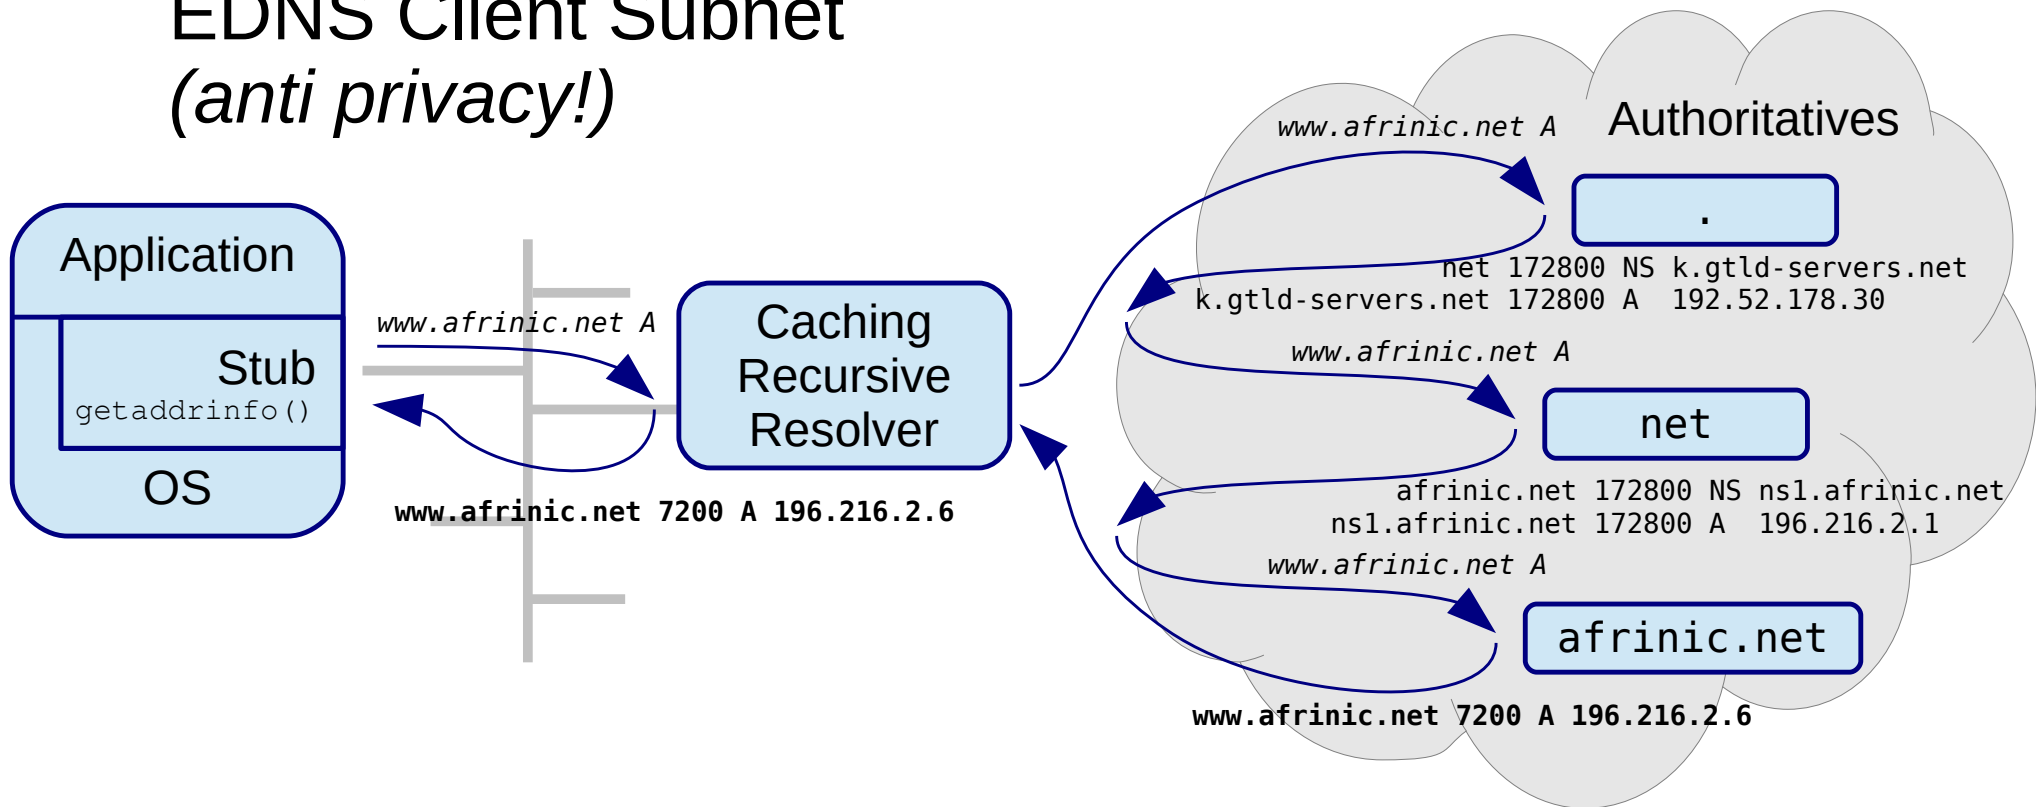 EDNS Client Subnet
(anti privacy!)
Application
Stub
getaddrinfo()
OS
www.afrinic.net A
www.afrinic.net 7200 A 196.216.2.6
Caching
Recursive
Resolver
Authoritatives
www.afrinic.net A
.
net 172800 NS k.gtld-servers.net
k.gtld-servers.net 172800 A  192.52.178.30
www.afrinic.net A
net
afrinic.net 172800 NS ns1.afrinic.net
ns1.afrinic.net 172800 A  196.216.2.1
www.afrinic.net A
afrinic.net
www.afrinic.net 7200 A 196.216.2.6